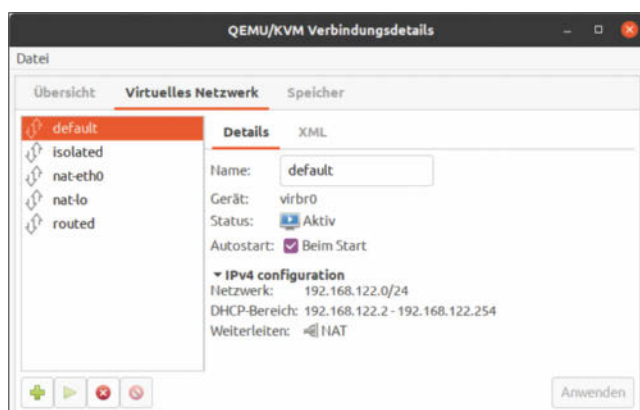 QEMU/KVM Verbindungsdetails
Datei
Übersicht Virtuelles Netzwerk Speicher
default
isolated
nat-eth0
nat-lo
routed
Details XML
Name: default
Gerät: virbr0
Status: Aktiv
Autostart: Beim Start
IPv4 configuration
Netzwerk: 192.168.122.0/24
DHCP-Bereich: 192.168.122.2 - 192.168.122.254
Weiterleiten: NAT
Anwenden